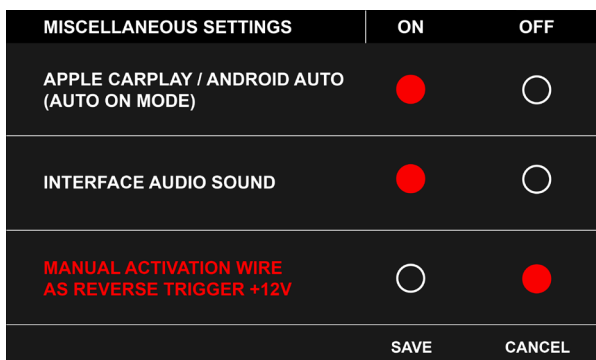 MISCELLANEOUS SETTINGS ON OFF
APPLE CARPLAY / ANDROID AUTO
(AUTO ON MODE)
INTERFACE AUDIO SOUND
MANUAL ACTIVATION WIRE
AS REVERSE TRIGGER +12V
SAVE CANCEL